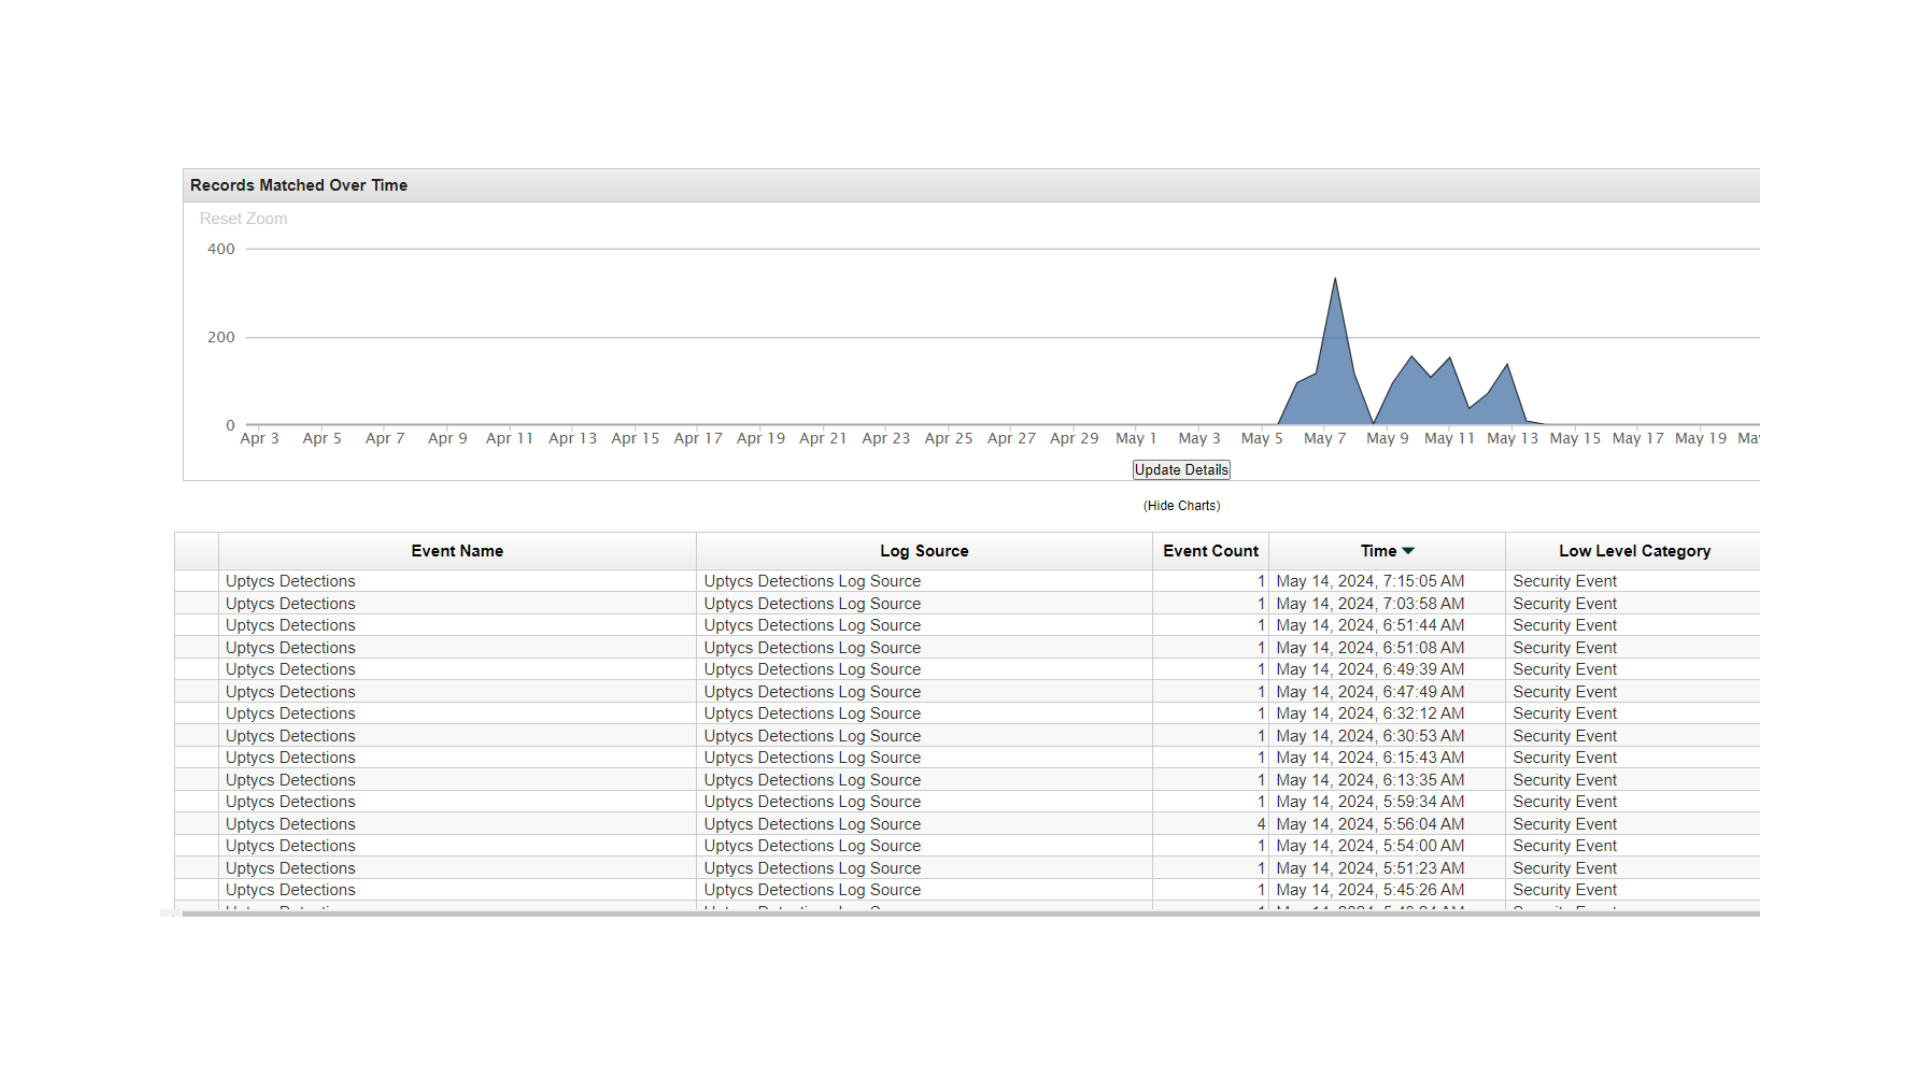 Records Matched Over Time
Reset Zoom
400
200
0
Apr 3 Apr 5 Apr 7 Apr 9 Apr 11 Apr 13 Apr 15 Apr 17 Apr 19 Apr 21 Apr 23 Apr 25 Apr 27 Apr 29 May 1 May 3 May 5 May 7 May 9 May 11 May 13 May 15 May 17 May 19
Update Details
(Hide Charts)
Event Name Log Source Event Count Time Low Level Category
Uptycs Detections Uptycs Detections Log Source 1 May 14, 2024, 7:15:05 AM Security Event
Uptycs Detections Uptycs Detections Log Source 1 May 14, 2024, 7:03:58 AM Security Event
Uptycs Detections Uptycs Detections Log Source 1 May 14, 2024, 6:51:44 AM Security Event
Uptycs Detections Uptycs Detections Log Source 1 May 14, 2024, 6:51:08 AM Security Event
Uptycs Detections Uptycs Detections Log Source 1 May 14, 2024, 6:49:39 AM Security Event
Uptycs Detections Uptycs Detections Log Source 1 May 14, 2024, 6:47:49 AM Security Event
Uptycs Detections Uptycs Detections Log Source 1 May 14, 2024, 6:32:12 AM Security Event
Uptycs Detections Uptycs Detections Log Source 1 May 14, 2024, 6:30:53 AM Security Event
Uptycs Detections Uptycs Detections Log Source 1 May 14, 2024, 6:15:43 AM Security Event
Uptycs Detections Uptycs Detections Log Source 1 May 14, 2024, 6:13:35 AM Security Event
Uptycs Detections Uptycs Detections Log Source 1 May 14, 2024, 5:59:34 AM Security Event
Uptycs Detections Uptycs Detections Log Source 4 May 14, 2024, 5:56:04 AM Security Event
Uptycs Detections Uptycs Detections Log Source 1 May 14, 2024, 5:54:00 AM Security Event
Uptycs Detections Uptycs Detections Log Source 1 May 14, 2024, 5:51:23 AM Security Event
Uptycs Detections Uptycs Detections Log Source 1 May 14, 2024, 5:45:26 AM Security Event